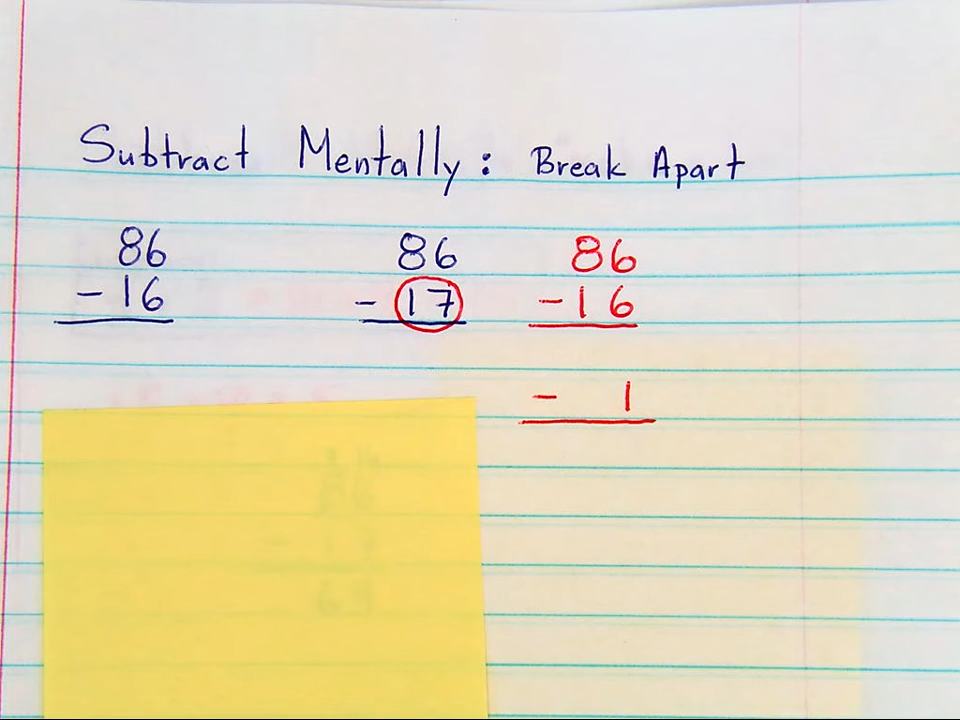 Subtract Mentally: Break Apart
86 86 86
- 16 - 17 - 16
- 1